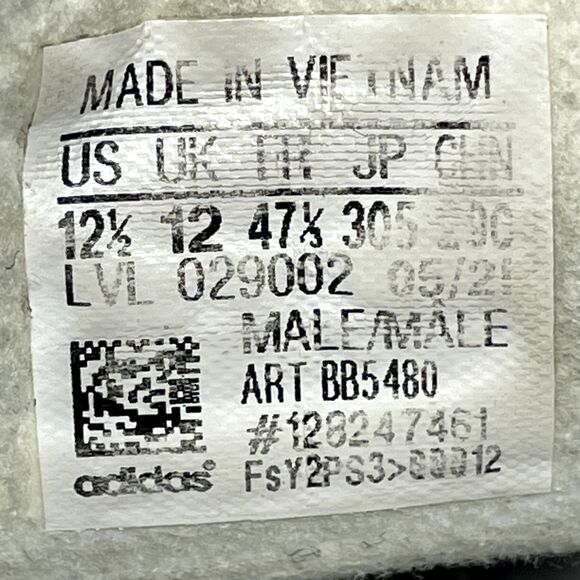 MADE IN VIETNAM
US UK FR JP CHN
12½ 12 47⅓ 305
LVL 029002
MALE/MÂLE
ART BB5480
#128247461
adidas®